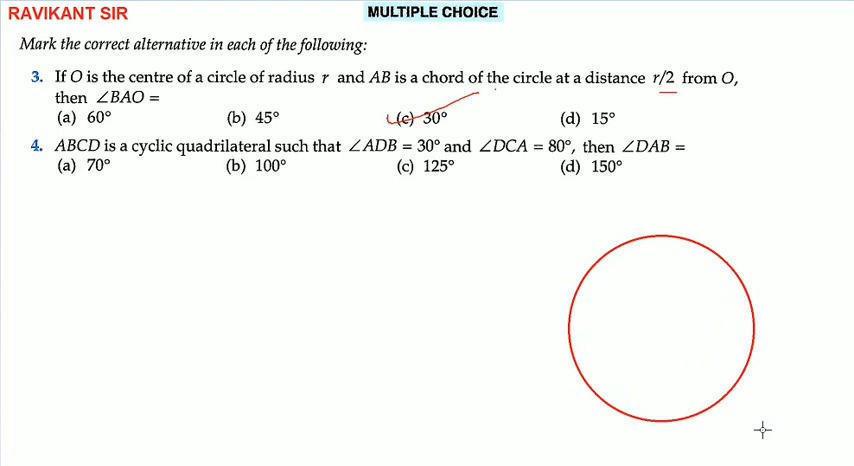 RAVIKANT SIR
MULTIPLE CHOICE
Mark the correct alternative in each of the following:
3. If O is the centre of a circle of radius r and AB is a chord of the circle at a distance r/2 from O,
then ∠BAO =
(a) 60° (b) 45° (c) 30° (d) 15°
4. ABCD is a cyclic quadrilateral such that ∠ADB = 30° and ∠DCA = 80°, then ∠DAB =
(a) 70° (b) 100° (c) 125° (d) 150°